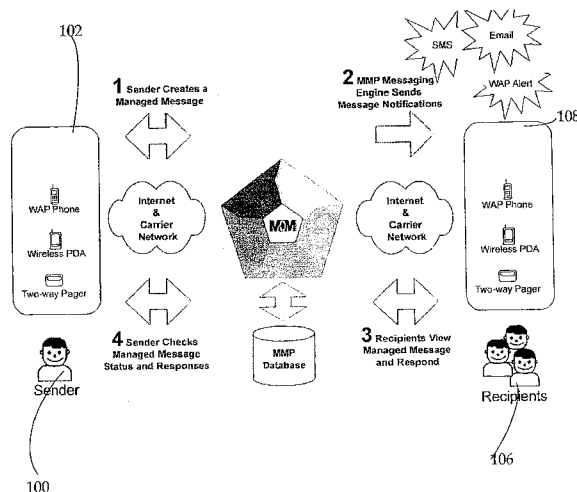 102
SMS
Email
WAP Alert
108
1 Sender Creates a
Managed Message
2 MMP Messaging
Engine Sends
Message Notifications
WAP Phone
Wireless PDA
Two-way Pager
Internet
&
Carrier
Network
M@M
Internet
&
Carrier
Network
WAP Phone
Wireless PDA
Two-way Pager
4 Sender Checks
Managed Message
Status and Responses
MMP
Database
3 Recipients View
Managed Message
and Respond
Sender
Recipients
100
106